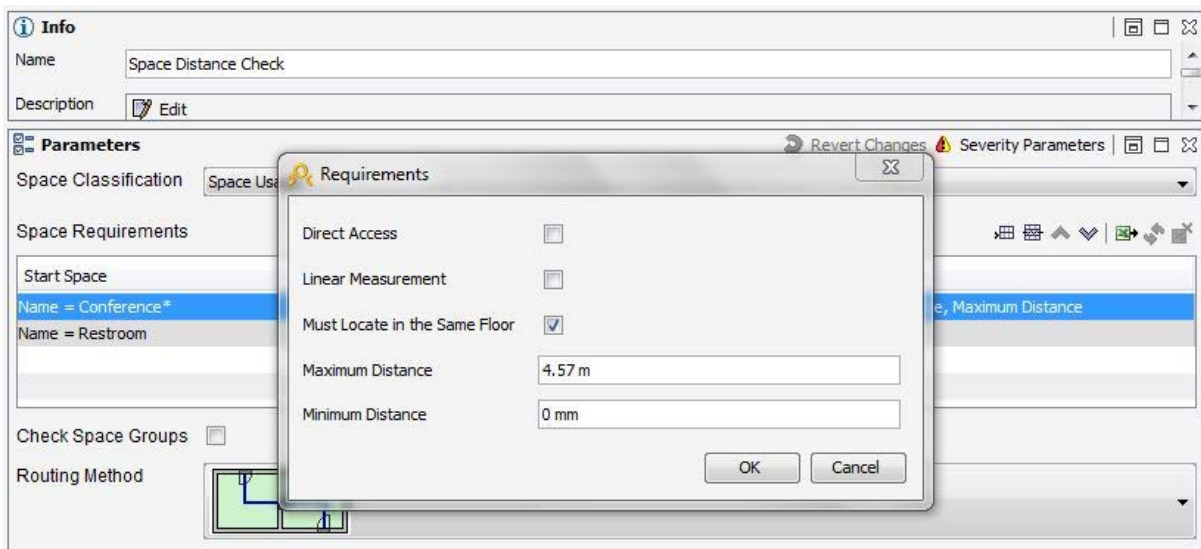 Info
Name Space Distance Check
Description Edit
Parameters Revert Changes Severity Parameters
Space Classification
Space Requirements
Start Space
Name = Conference* , Maximum Distance
Name = Restroom
Check Space Groups
Routing Method
Requirements
Direct Access
Linear Measurement
Must Locate in the Same Floor
Maximum Distance 4.57 m
Minimum Distance 0 mm
OK Cancel